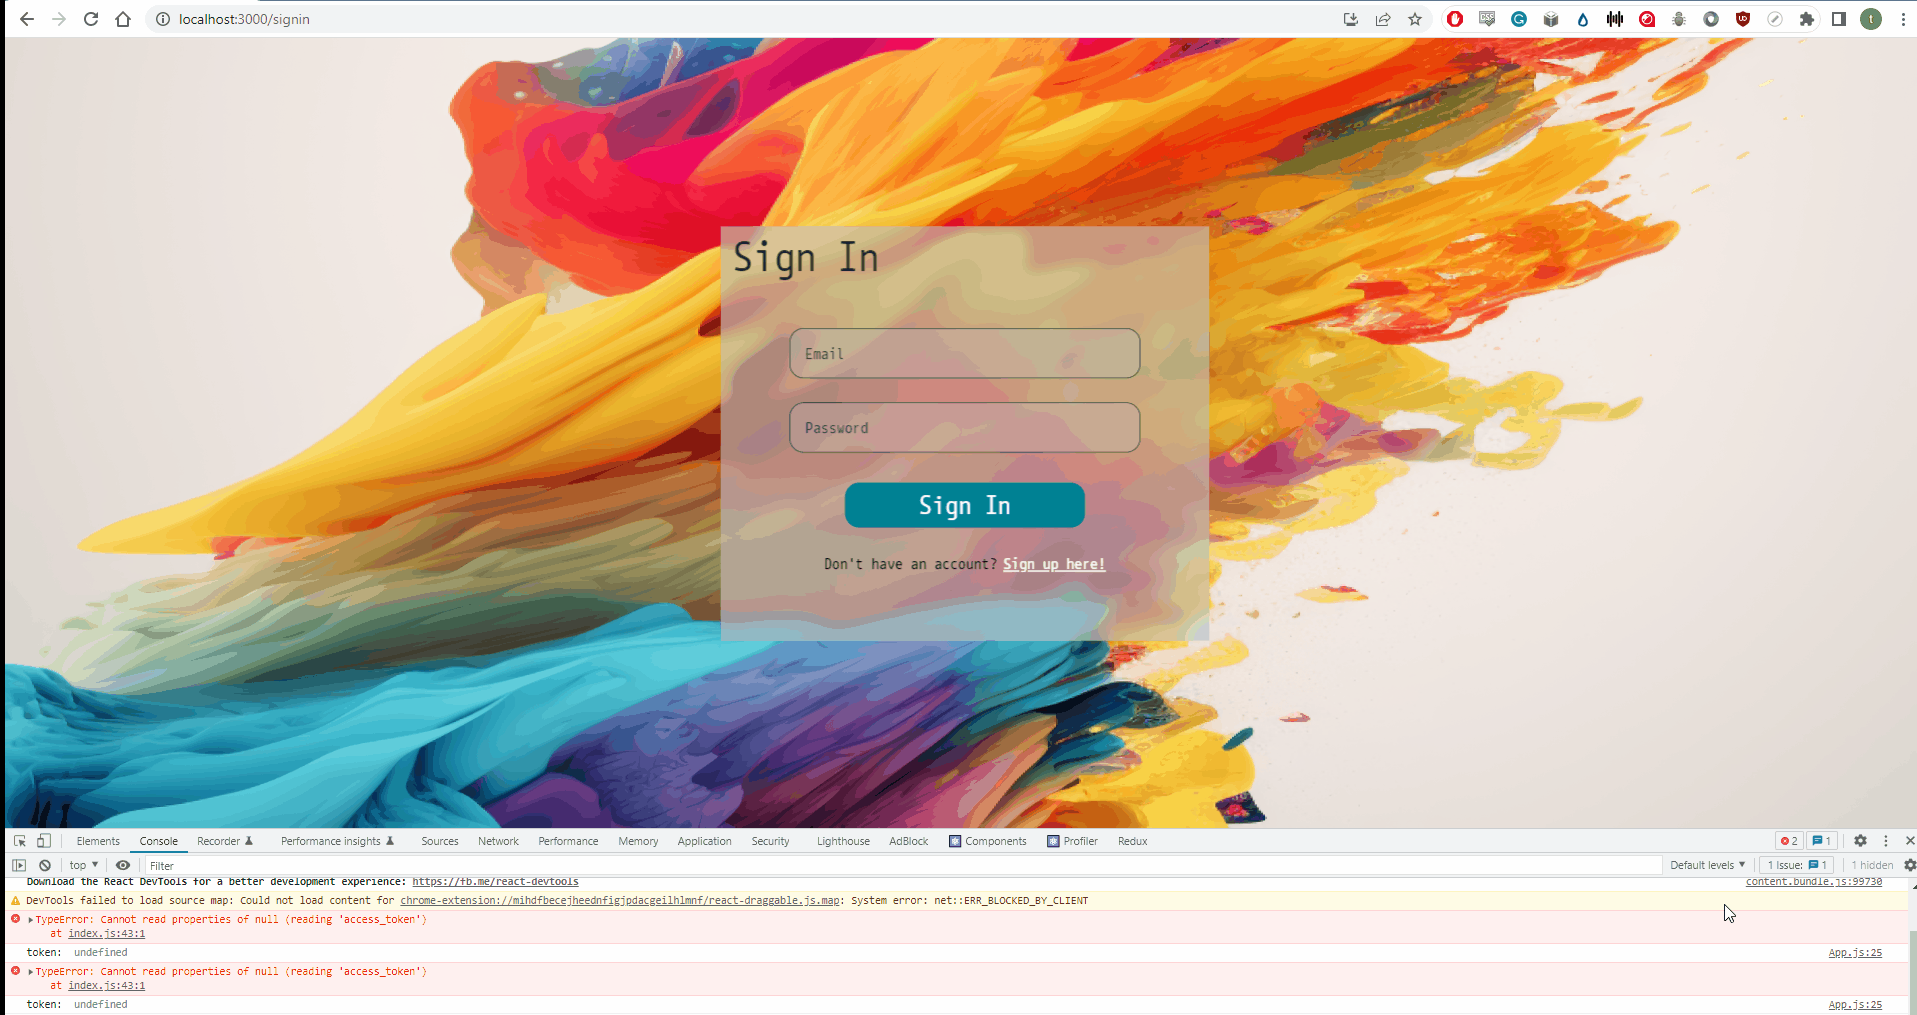 localhost:3000/signin
t
Sign In
Email
Password
Sign In
Don't have an account? Sign up here!
Elements Console Recorder Performance insights Sources Network Performance Memory Application Security Lighthouse AdBlock Components Profiler Redux 2 1
top Filter Default levels 1 Issue: 1 1 hidden
Download the React DevTools for a better development experience: https://fb.me/react-devtools content.bundle.js:99730
DevTools failed to load source map: Could not load content for chrome-extension://mihdfbecejheednfigjpdacgeilhlmnf/react-draggable.js.map: System error: net::ERR_BLOCKED_BY_CLIENT
TypeError: Cannot read properties of null (reading 'access_token')
at index.js:43:1
token: undefined App.js:25
TypeError: Cannot read properties of null (reading 'access_token')
at index.js:43:1
token: undefined App.js:25